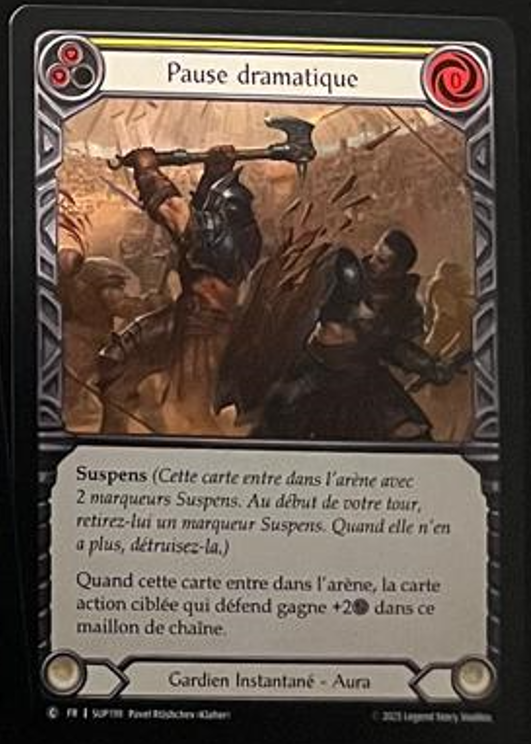 Pause dramatique
0
Suspens (Cette carte entre dans l'arène avec
2 marqueurs Suspens. Au début de votre tour,
retirez-lui un marqueur Suspens. Quand elle n'en
a plus, détruisez-la.)
Quand cette carte entre dans l'arène, la carte
action ciblée qui défend gagne +2 dans ce
maillon de chaîne.
Gardien Instantané - Aura
C FR SUP199 Pavel
© 2025 Legend Story Studios